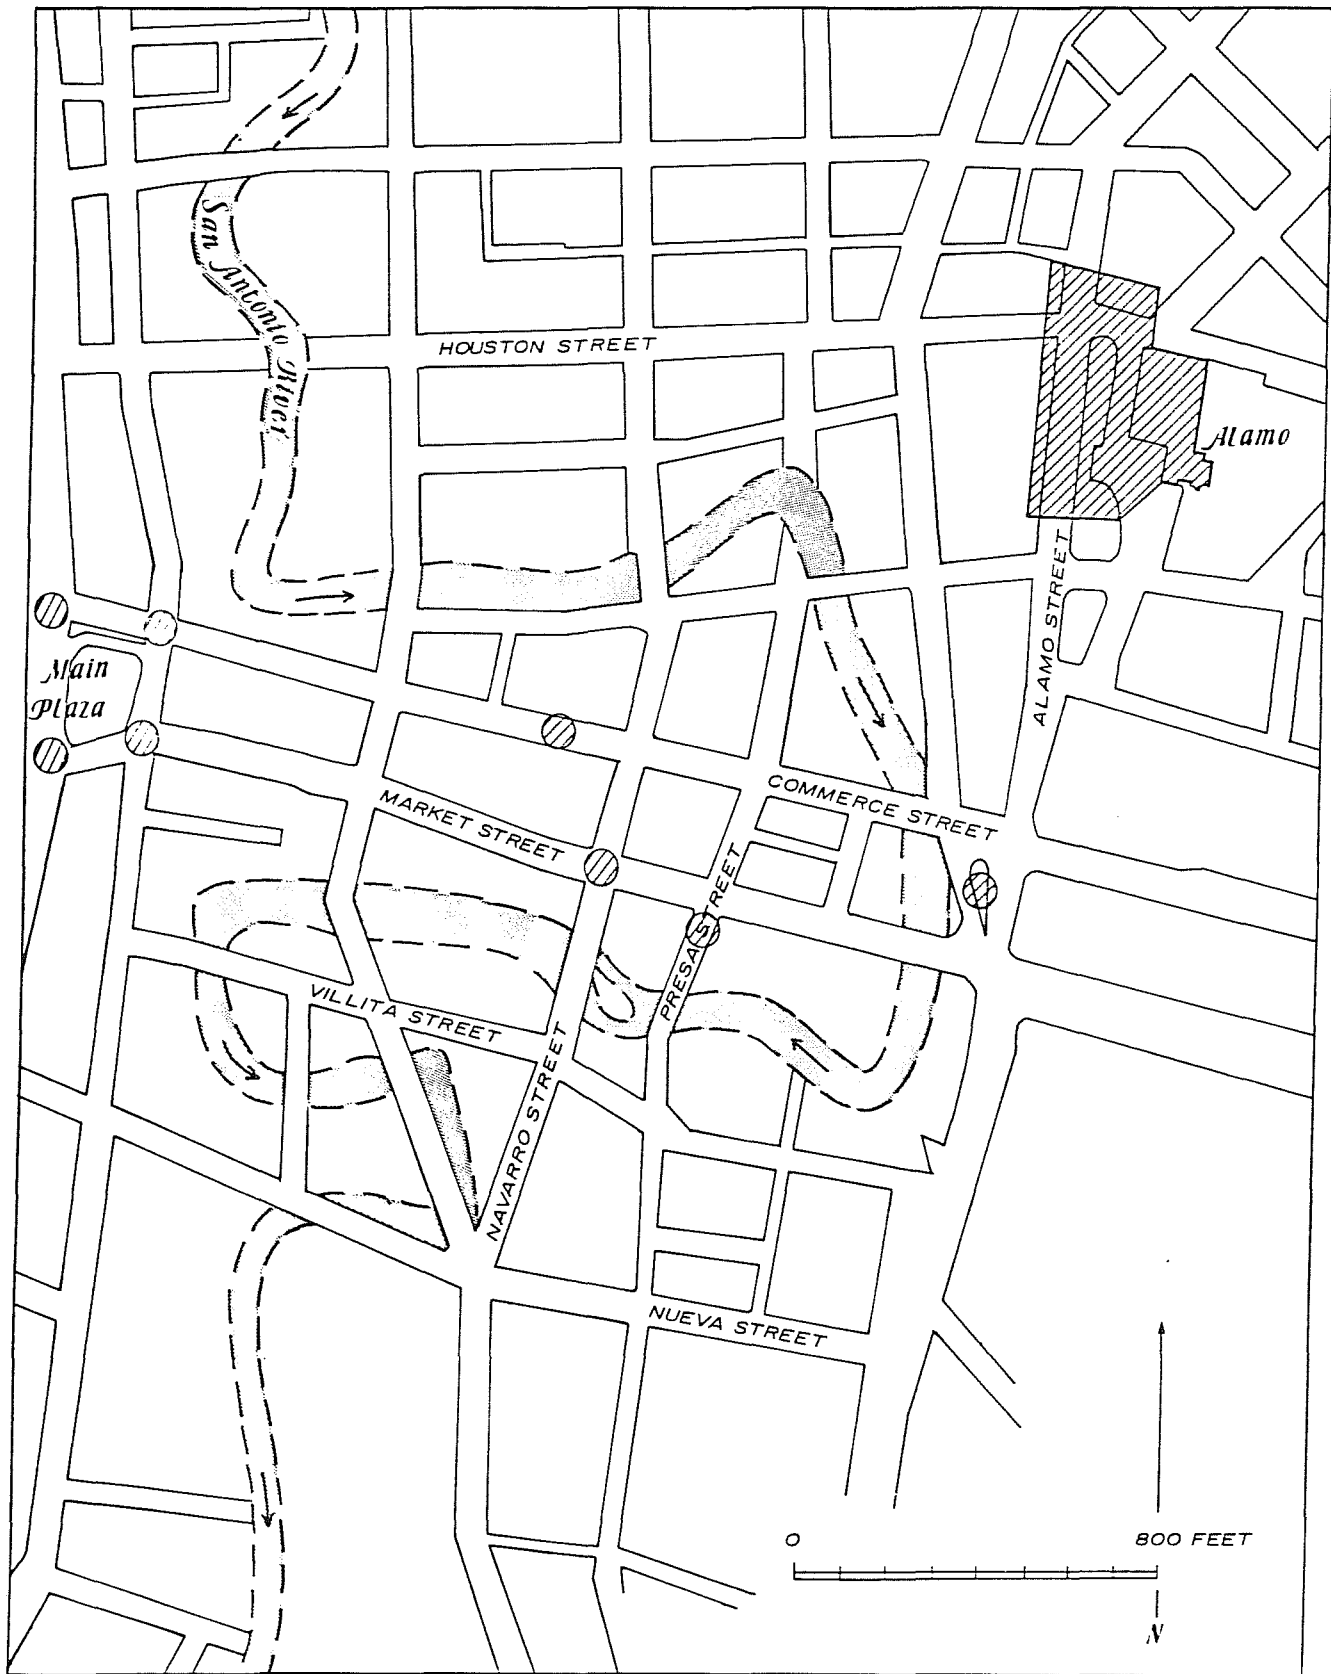 San Antonio River
HOUSTON STREET
Alamo
ALAMO STREET
Main
Plaza
COMMERCE STREET
MARKET STREET
PRESA STREET
VILLITA STREET
NAVARRO STREET
NUEVA STREET
0 800 FEET
N